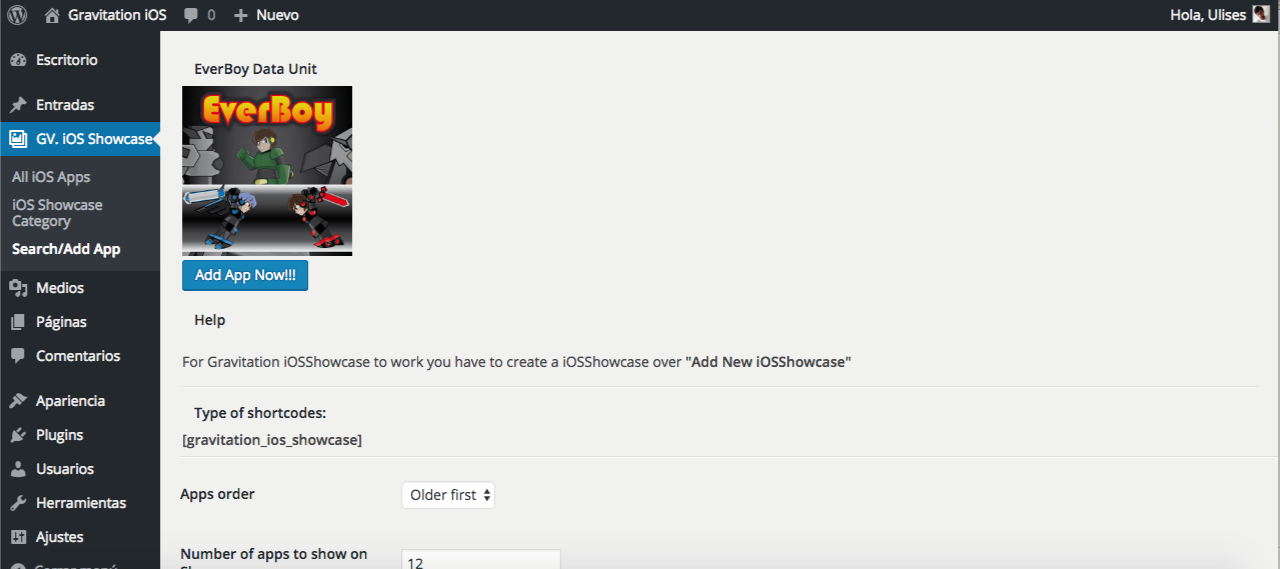 Gravitation iOS
0
Nuevo
Hola, Ulises
Escritorio
Entradas
GV. iOS Showcase
All iOS Apps
iOS Showcase
Category
Search/Add App
Medios
Páginas
Comentarios
Apariencia
Plugins
Usuarios
Herramientas
Ajustes
EverBoy Data Unit
EverBoy
Add App Now!!!
Help
For Gravitation iOSShowcase to work you have to create a iOSShowcase over "Add New iOSShowcase"
Type of shortcodes:
[gravitation_ios_showcase]
Apps order
Older first
Number of apps to show on
12